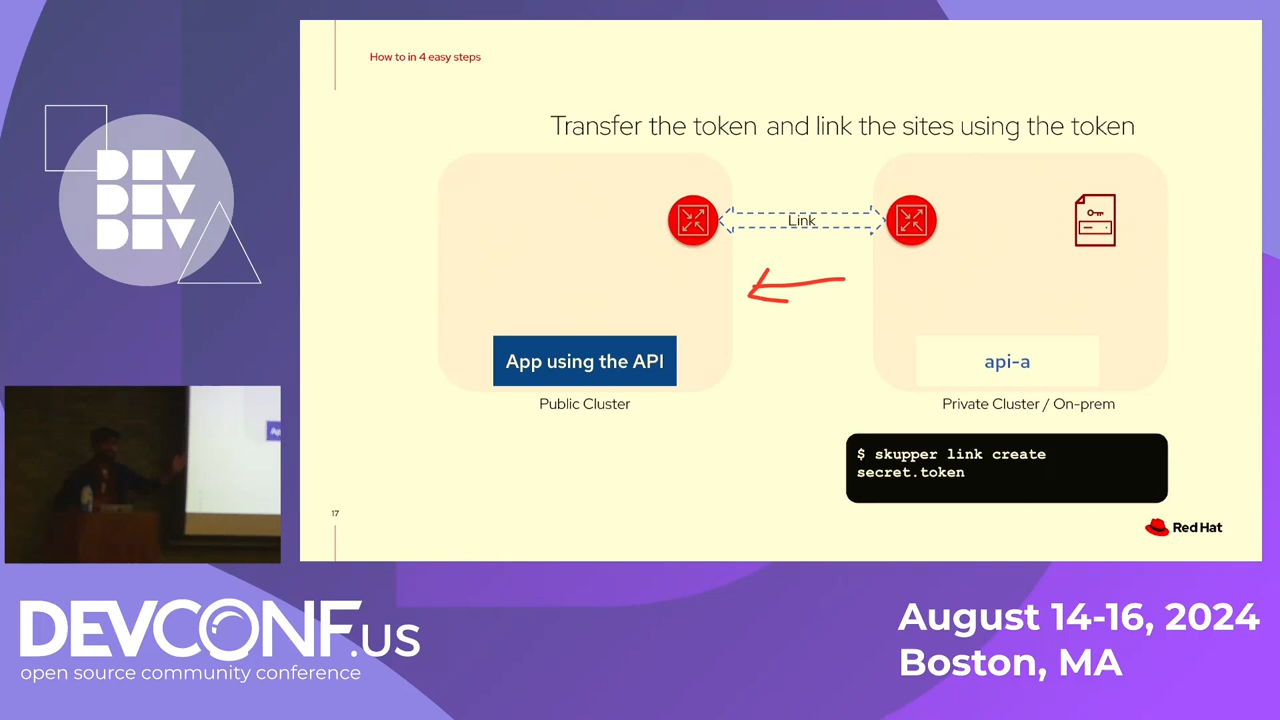 How to in 4 easy steps
Transfer the token and link the sites using the token
Link
App using the API
api-a
Public Cluster
Private Cluster / On-prem
$ skupper link create
secret.token
17
Red Hat
DEV
DEV
DEV
DEVCONF.US
open source community conference
August 14-16, 2024
Boston, MA